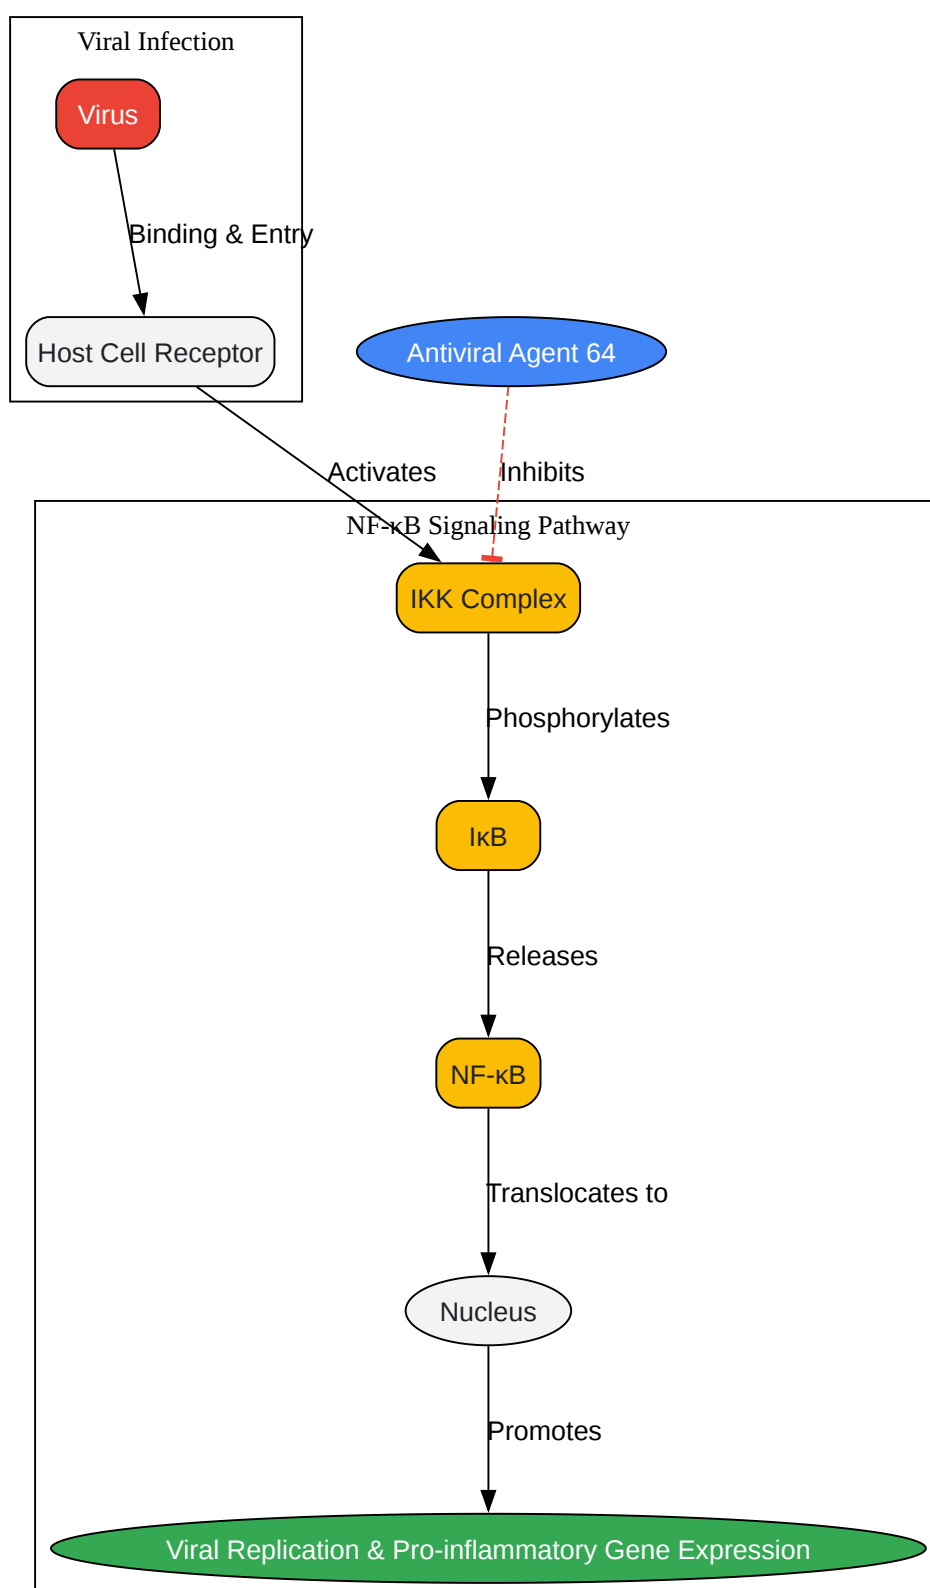 Viral Infection
Virus
Binding & Entry
Host Cell Receptor
Antiviral Agent 64
Activates
Inhibits
NF-κB Signaling Pathway
IKK Complex
Phosphorylates
IκB
Releases
NF-κB
Translocates to
Nucleus
Promotes
Viral Replication & Pro-inflammatory Gene Expression